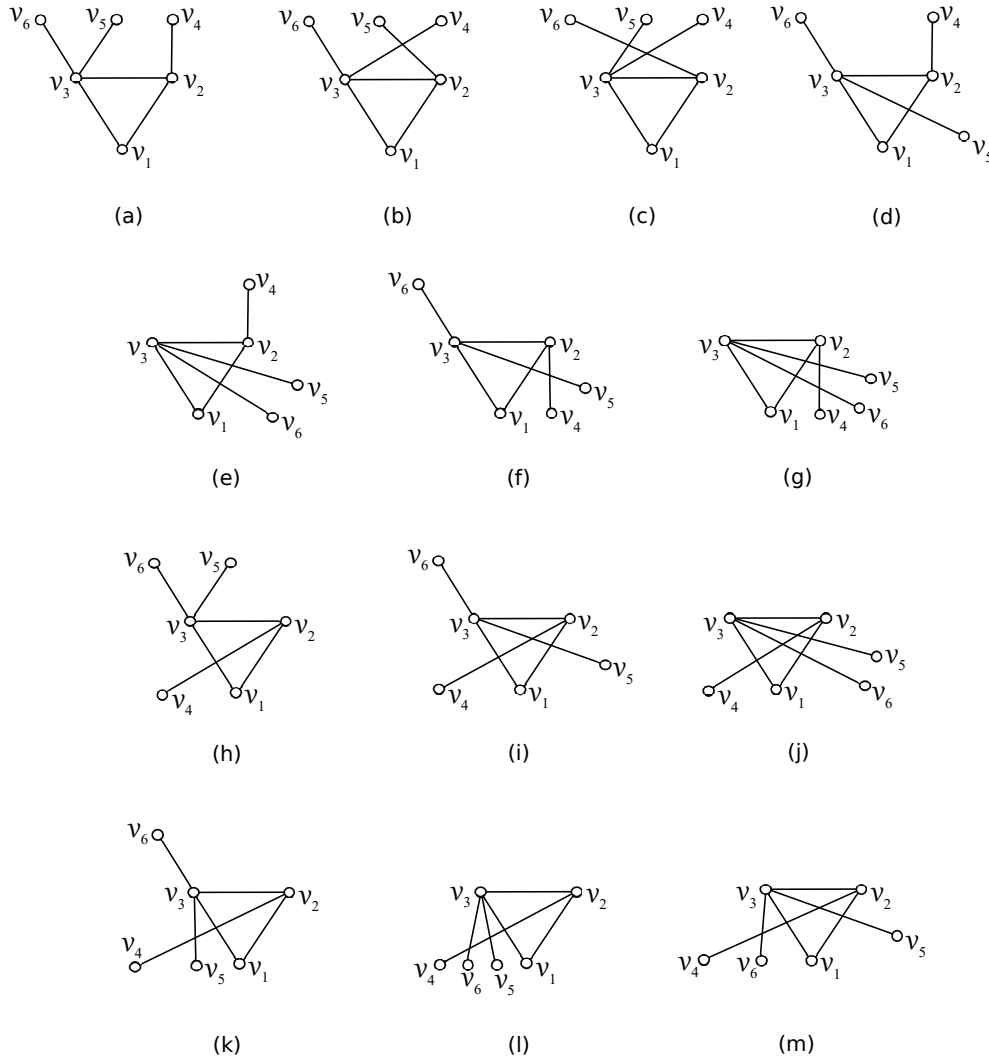 v6 v5 v4 v6 v5 v4 v6 v5 v4 v6 v4
v3 v2 v3 v2 v3 v2 v3 v2
v1 v1 v1 v1 v5
(a) (b) (c) (d)
v4 v6
v3 v2 v3 v2 v3 v2
v5 v5 v5
v1 v6 v1 v4 v1 v4 v6
(e) (f) (g)
v6 v5 v6
v3 v2 v3 v2 v3 v2
v5 v5
v4 v1 v4 v1 v4 v1 v6
(h) (i) (j)
v6
v3 v2 v3 v2 v3 v2
v4 v5
v5 v1 v4 v6 v5 v1 v4 v6 v1
(k) (l) (m)